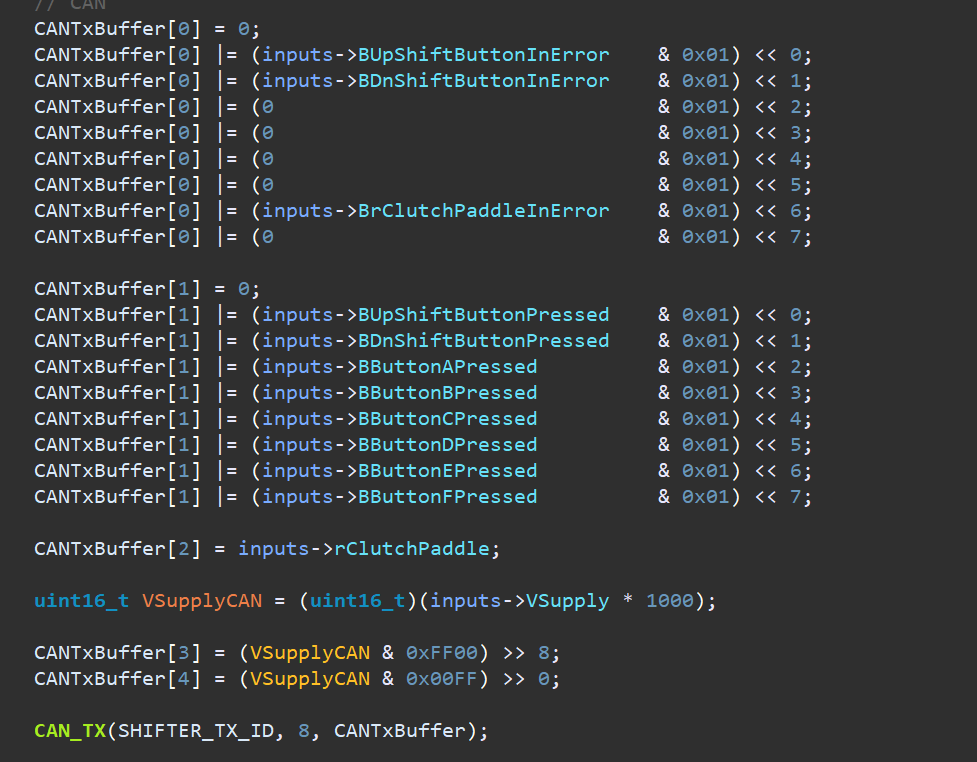 // CAN
CANTxBuffer[0] = 0;
CANTxBuffer[0] |= (inputs->BUpShiftButtonInError    & 0x01) << 0;
CANTxBuffer[0] |= (inputs->BDnShiftButtonInError    & 0x01) << 1;
CANTxBuffer[0] |= (0                                & 0x01) << 2;
CANTxBuffer[0] |= (0                                & 0x01) << 3;
CANTxBuffer[0] |= (0                                & 0x01) << 4;
CANTxBuffer[0] |= (0                                & 0x01) << 5;
CANTxBuffer[0] |= (inputs->BrClutchPaddleInError    & 0x01) << 6;
CANTxBuffer[0] |= (0                                & 0x01) << 7;

CANTxBuffer[1] = 0;
CANTxBuffer[1] |= (inputs->BUpShiftButtonPressed    & 0x01) << 0;
CANTxBuffer[1] |= (inputs->BDnShiftButtonPressed    & 0x01) << 1;
CANTxBuffer[1] |= (inputs->BButtonAPressed          & 0x01) << 2;
CANTxBuffer[1] |= (inputs->BButtonBPressed          & 0x01) << 3;
CANTxBuffer[1] |= (inputs->BButtonCPressed          & 0x01) << 4;
CANTxBuffer[1] |= (inputs->BButtonDPressed          & 0x01) << 5;
CANTxBuffer[1] |= (inputs->BButtonEPressed          & 0x01) << 6;
CANTxBuffer[1] |= (inputs->BButtonFPressed          & 0x01) << 7;

CANTxBuffer[2] = inputs->rClutchPaddle;

uint16_t VSupplyCAN = (uint16_t)(inputs->VSupply * 1000);

CANTxBuffer[3] = (VSupplyCAN & 0xFF00) >> 8;
CANTxBuffer[4] = (VSupplyCAN & 0x00FF) >> 0;

CAN_TX(SHIFTER_TX_ID, 8, CANTxBuffer);